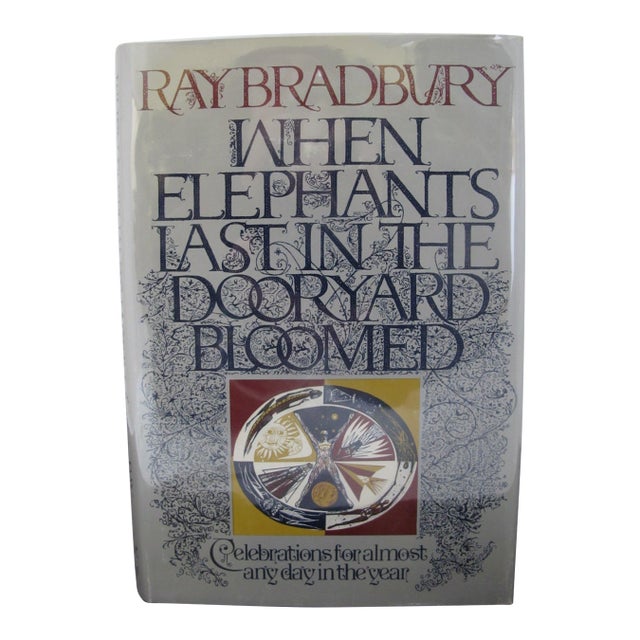 RAY BRADBURY
WHEN
ELEPHANTS
LAST IN THE
DOORYARD
BLOOMED
Celebrations for almost
any day in the year